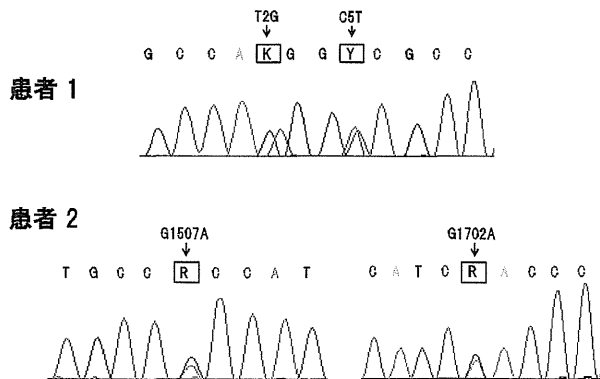 T2G C5T
G C C A K G G Y C G C C
患者 1
患者 2
G1507A G1702A
T G C C R C C A T C A T C R A C C C